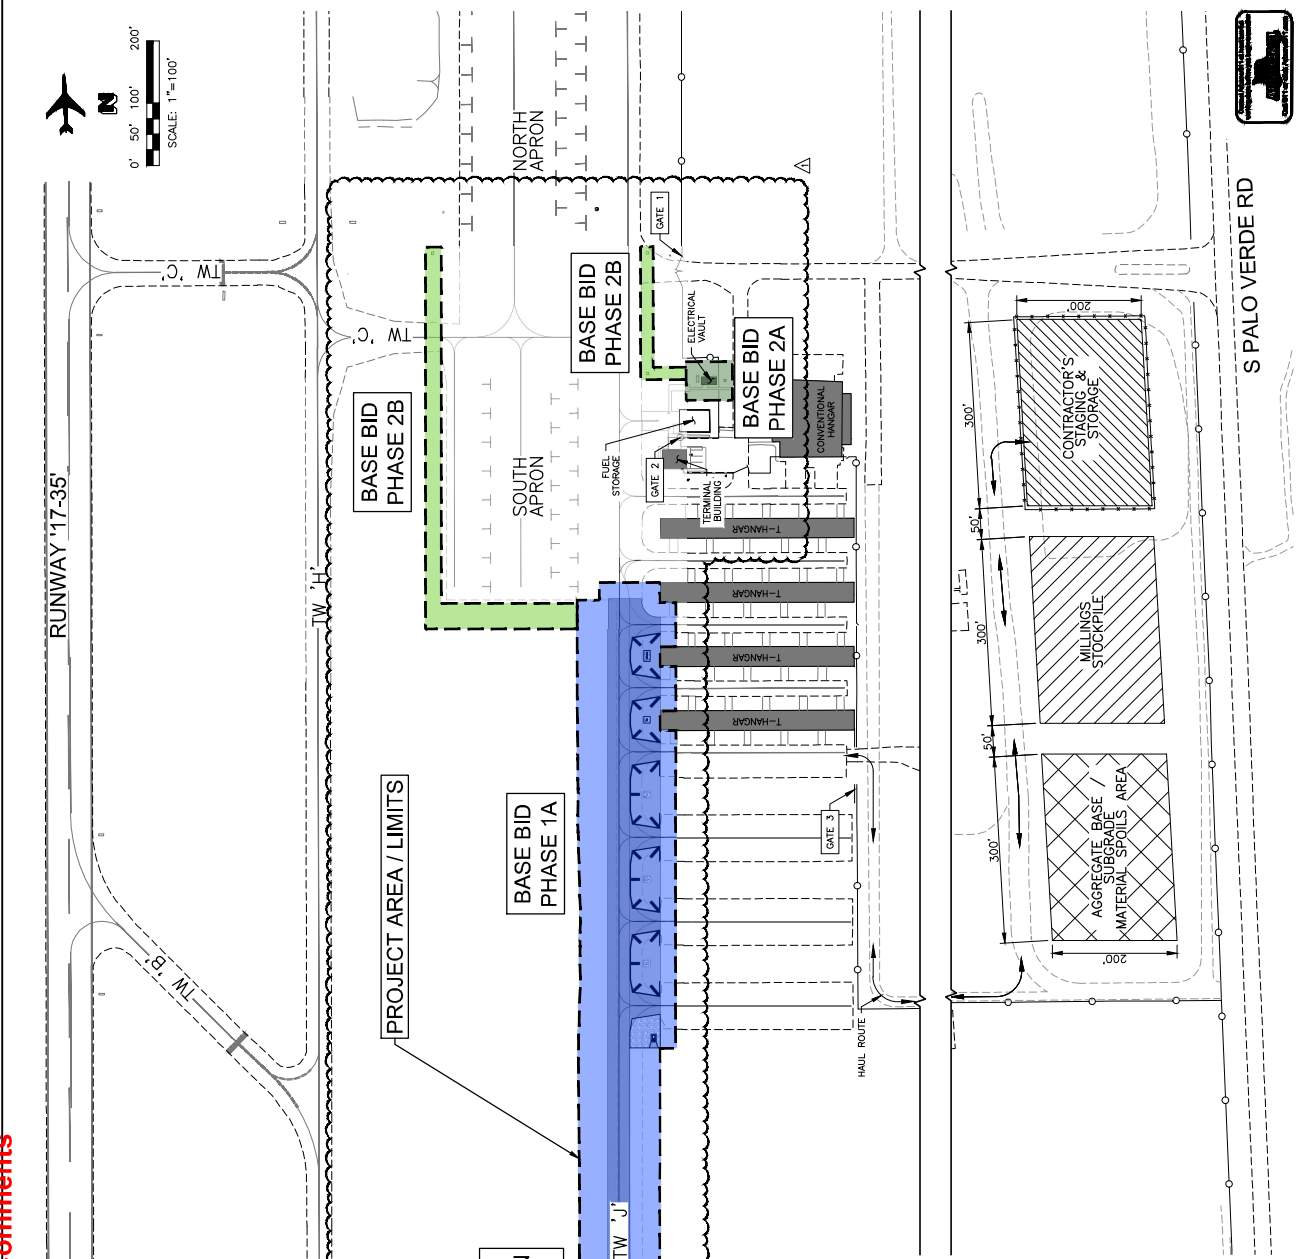 0' 50' 100' 200'
SCALE: 1"=100'
N
NORTH
APRON
1
GATE 1
S PALO VERDE RD
RUNWAY '17-35'
TW 'C'
TW 'C'
TW 'H'
BASE BID
PHASE 2B
BASE BID
PHASE 2B
ELECTRICAL
VAULT
BASE BID
PHASE 2A
CONVENTIONAL
HANGAR
FUEL
STORAGE
GATE 2
TERMINAL
BUILDING
SOUTH
APRON
T-HANGAR
T-HANGAR
T-HANGAR
T-HANGAR
200'
300'
CONTRACTOR'S
STAGING &
STORAGE
50'
300'
MILLINGS
STOCKPILE
50'
300'
AGGREGATE BASE /
SUBGRADE
MATERIAL SPOILS AREA
200'
PROJECT AREA / LIMITS
BASE BID
PHASE 1A
GATE 3
HAUL ROUTE
TW 'B'
TW 'J'
omments
N